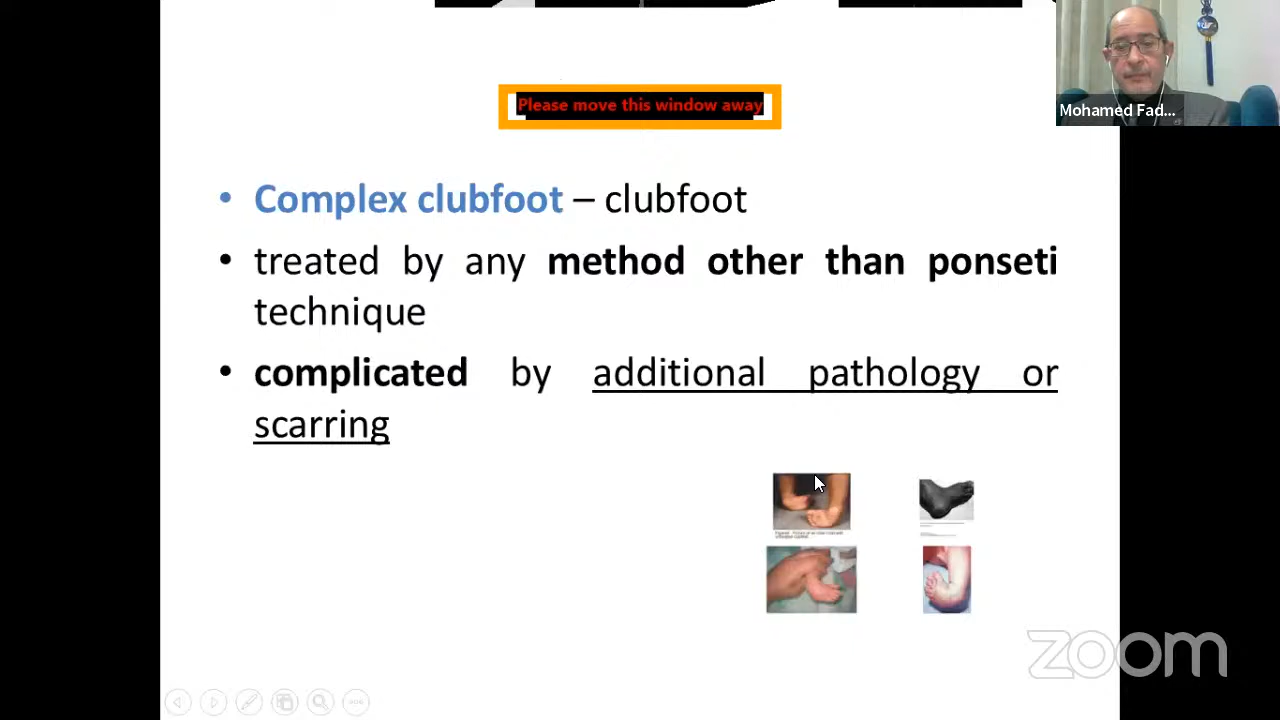 Please move this window away
Mohamed Fad...
• Complex clubfoot – clubfoot
• treated by any method other than ponseti
technique
• complicated by additional pathology or
scarring
zoom